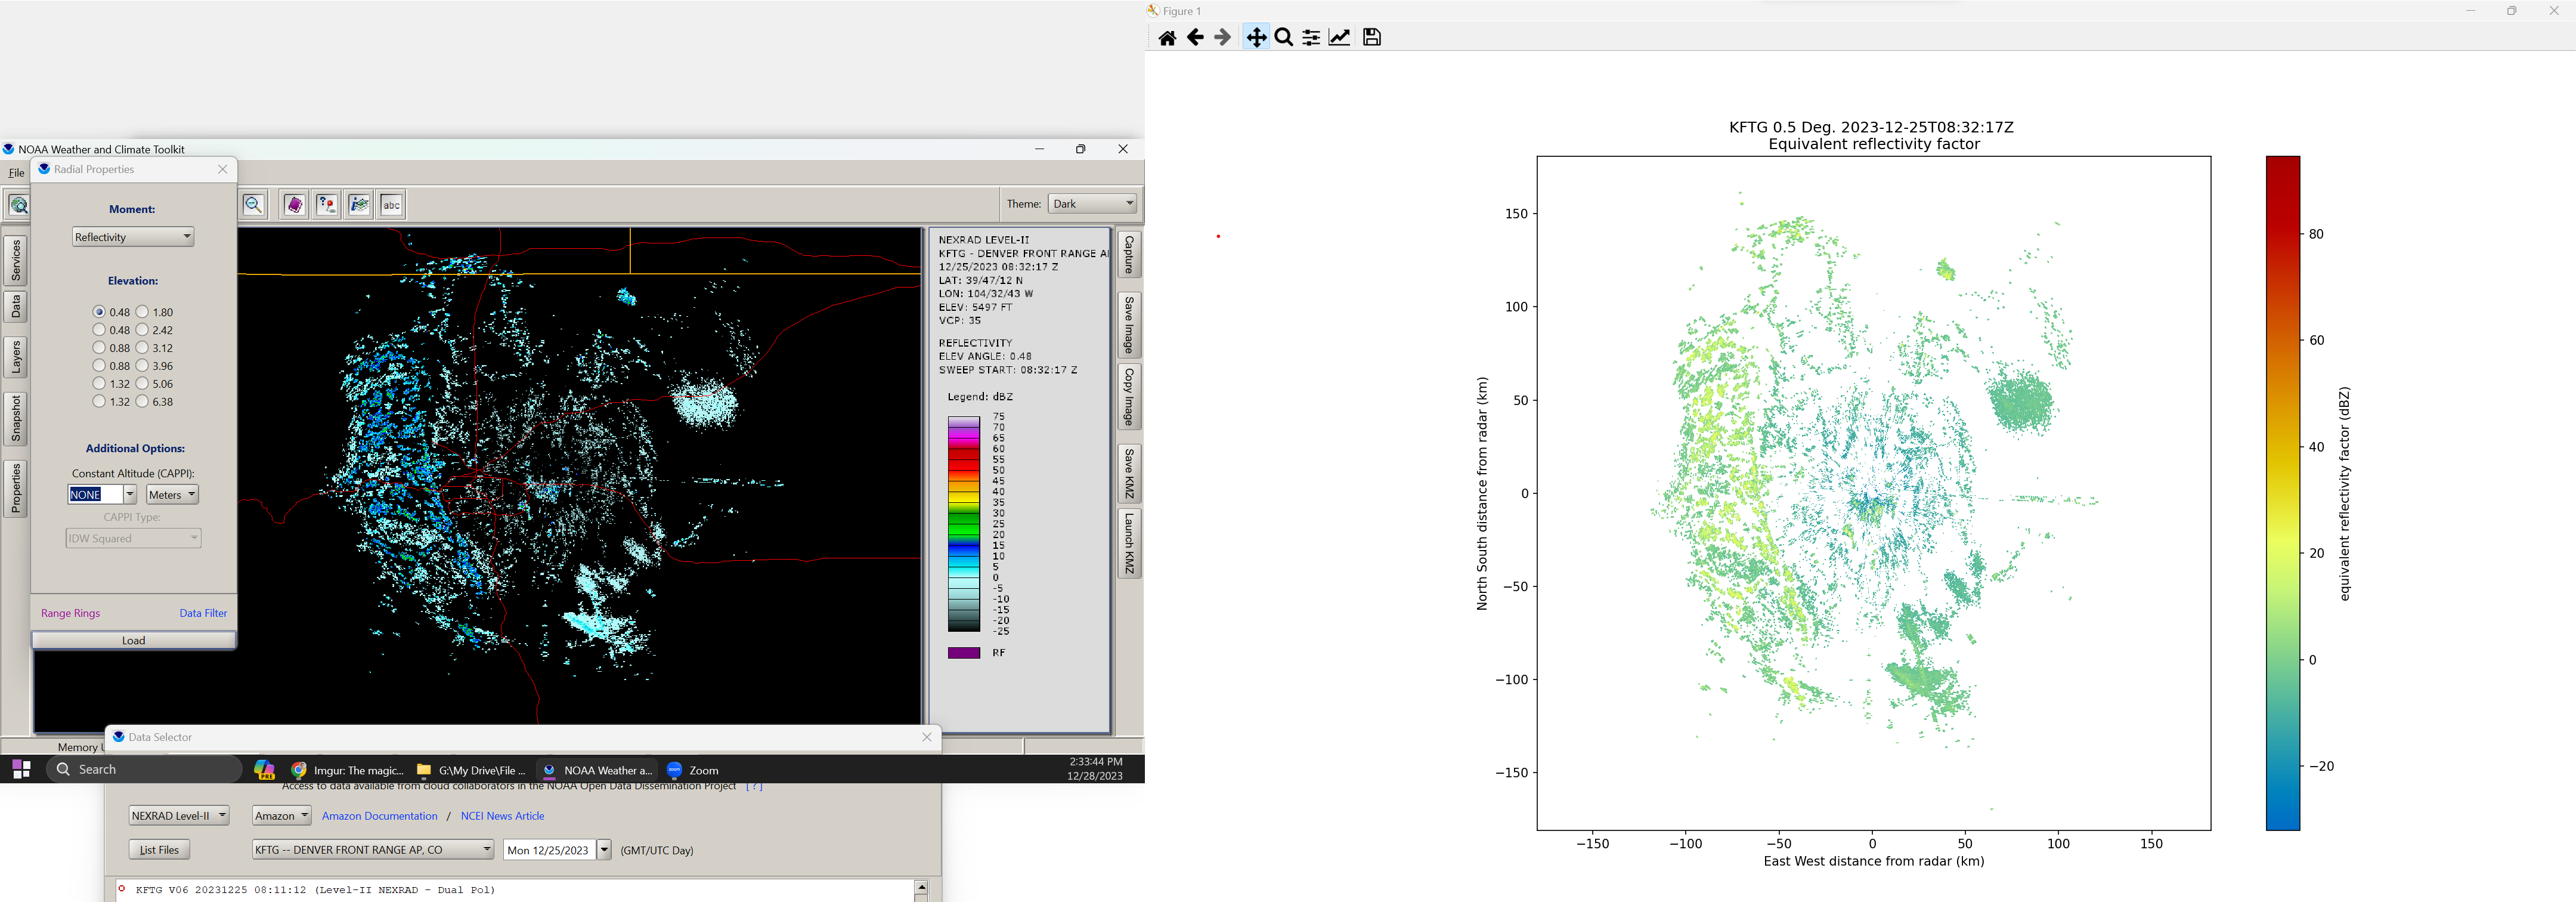 NOAA Weather and Climate Toolkit
File
Radial Properties
Moment:
Reflectivity
Elevation:
0.48 1.80
0.48 2.42
0.88 3.12
0.88 3.96
1.32 5.06
1.32 6.38
Additional Options:
Constant Altitude (CAPPI):
NONE Meters
CAPPI Type:
IDW Squared
Range Rings Data Filter
Load
abc
Theme: Dark
Services
Data
Layers
Snapshot
Properties
NEXRAD LEVEL-II
KFTG - DENVER FRONT RANGE AI
12/25/2023 08:32:17 Z
LAT: 39/47/12 N
LON: 104/32/43 W
ELEV: 5497 FT
VCP: 35
REFLECTIVITY
ELEV ANGLE: 0.48
SWEEP START: 08:32:17 Z
Legend: dBZ
75
70
65
60
55
50
45
40
35
30
25
20
15
10
5
0
-5
-10
-15
-20
-25
RF
Capture
Save Image
Copy Image
Save KMZ
Launch KMZ
Data Selector
Memory U
Search
PRE
Imgur: The magic...
G:\My Drive\File ...
NOAA Weather a...
zoom
Zoom
2:33:44 PM
12/28/2023
Access to data available from cloud collaborators in the NOAA Open Data Dissemination Project [ ? ]
NEXRAD Level-II Amazon Amazon Documentation / NCEI News Article
List Files KFTG -- DENVER FRONT RANGE AP, CO Mon 12/25/2023 (GMT/UTC Day)
KFTG V06 20231225 08:11:12 (Level-II NEXRAD - Dual Pol)
Figure 1
KFTG 0.5 Deg. 2023-12-25T08:32:17Z
Equivalent reflectivity factor
North South distance from radar (km)
150
100
50
0
−50
−100
−150
−150 −100 −50 0 50 100 150
East West distance from radar (km)
80
60
40
20
0
−20
equivalent reflectivity factor (dBZ)